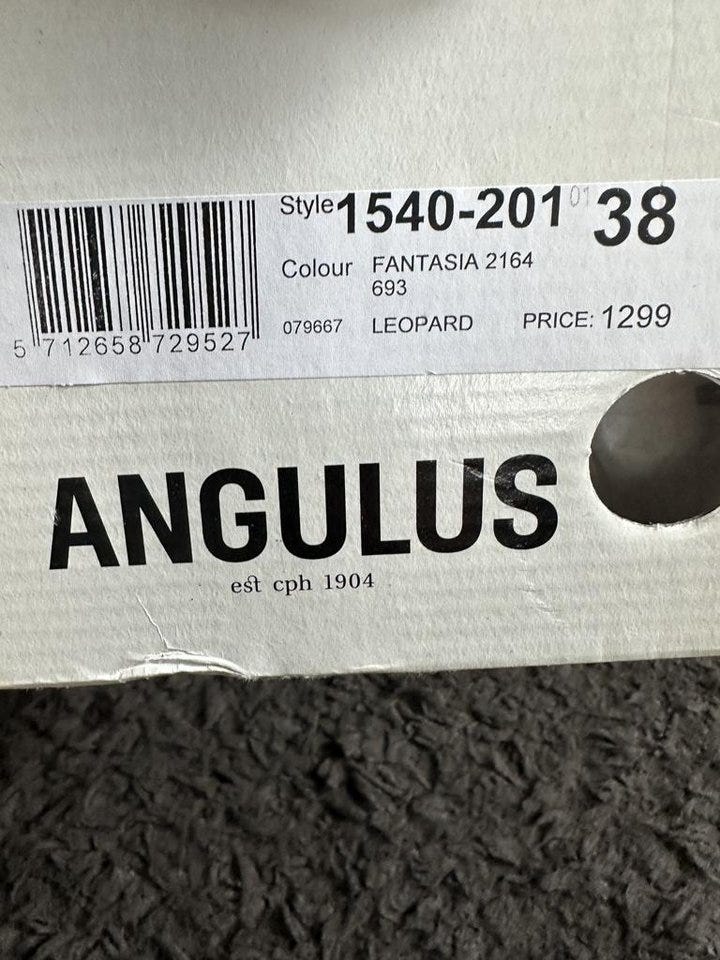 Style 1540-201 01 38
Colour FANTASIA 2164
693
079667 LEOPARD PRICE: 1299
5 712658 729527
ANGULUS
est cph 1904